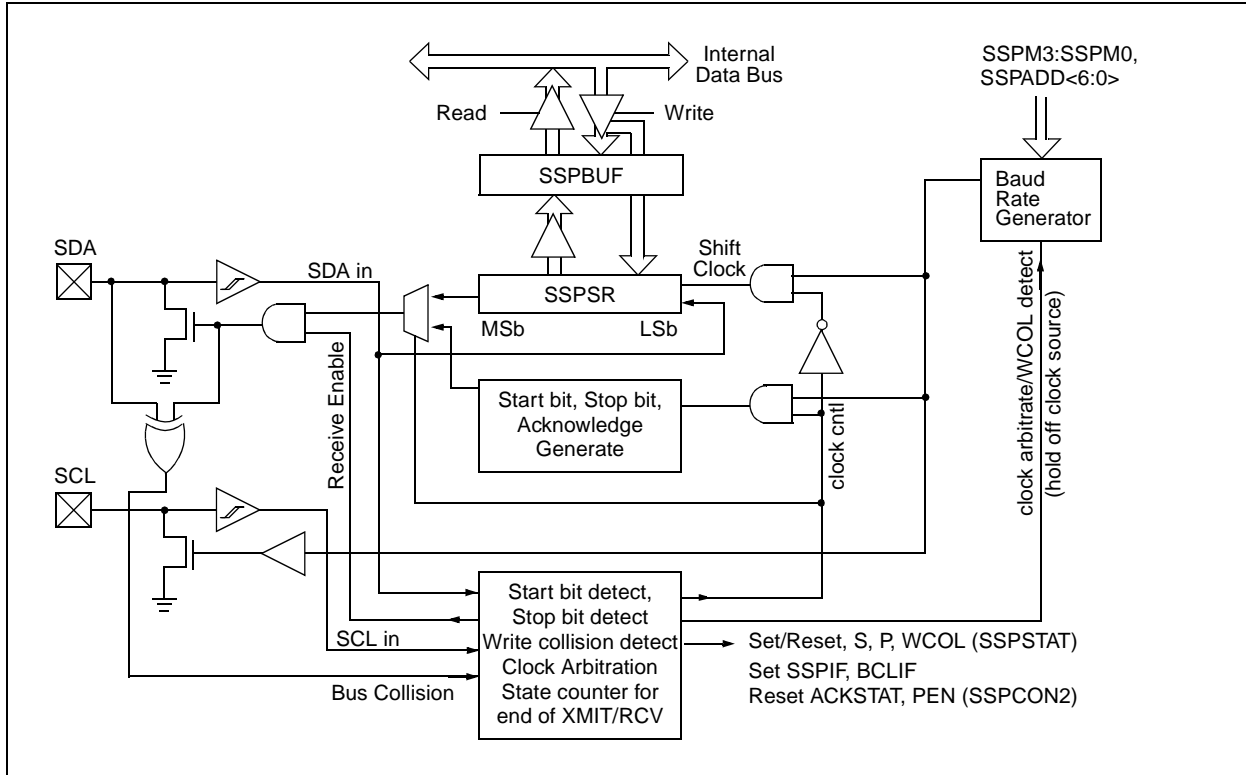 Internal
Data Bus
SSPM3:SSPM0,
SSPADD<6:0>
Read
Write
SSPBUF
Baud
Rate
Generator
SDA
SDA in
Shift
Clock
SSPSR
MSb
LSb
Receive Enable
Start bit, Stop bit,
Acknowledge
Generate
clock cntl
clock arbitrate/WCOL detect
(hold off clock source)
SCL
SCL in
Bus Collision
Start bit detect,
Stop bit detect
Write collision detect
Clock Arbitration
State counter for
end of XMIT/RCV
Set/Reset, S, P, WCOL (SSPSTAT)
Set SSPIF, BCLIF
Reset ACKSTAT, PEN (SSPCON2)